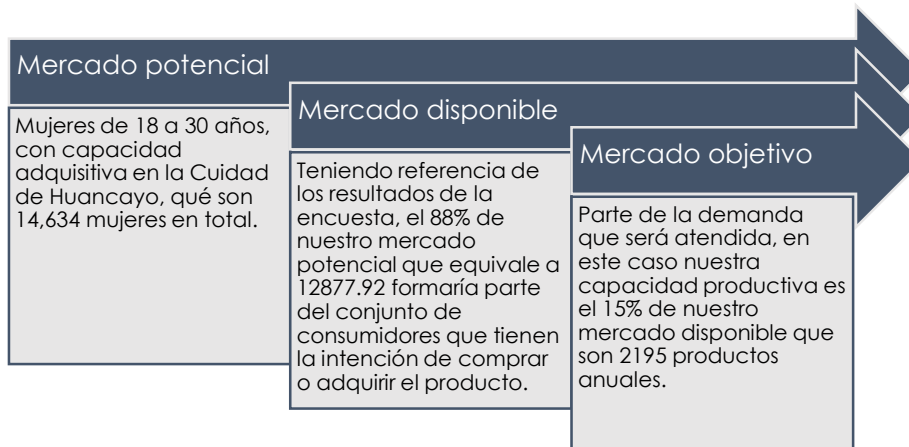 Mercado potencial
Mujeres de 18 a 30 años,
con capacidad
adquisitiva en la Cuidad
de Huancayo, qué son
14,634 mujeres en total.
Mercado disponible
Teniendo referencia de
los resultados de la
encuesta, el 88% de
nuestro mercado
potencial que equivale a
12877.92 formaría parte
del conjunto de
consumidores que tienen
la intención de comprar
o adquirir el producto.
Mercado objetivo
Parte de la demanda
que será atendida, en
este caso nuestra
capacidad productiva es
el 15% de nuestro
mercado disponible que
son 2195 productos
anuales.